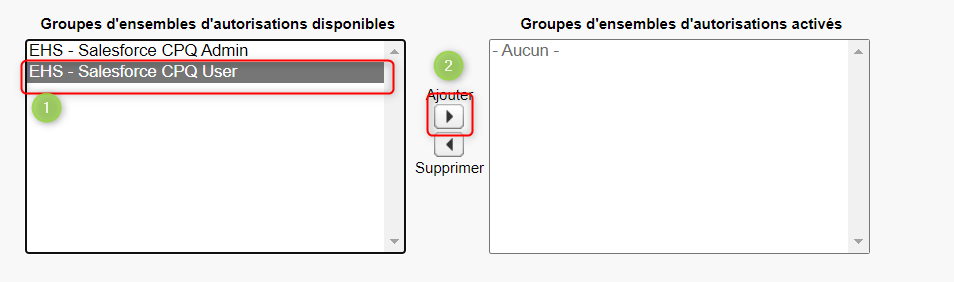 Groupes d'ensembles d'autorisations disponibles
Groupes d'ensembles d'autorisations activés
EHS - Salesforce CPQ Admin
EHS - Salesforce CPQ User
1
2
Ajouter
Supprimer
- Aucun -